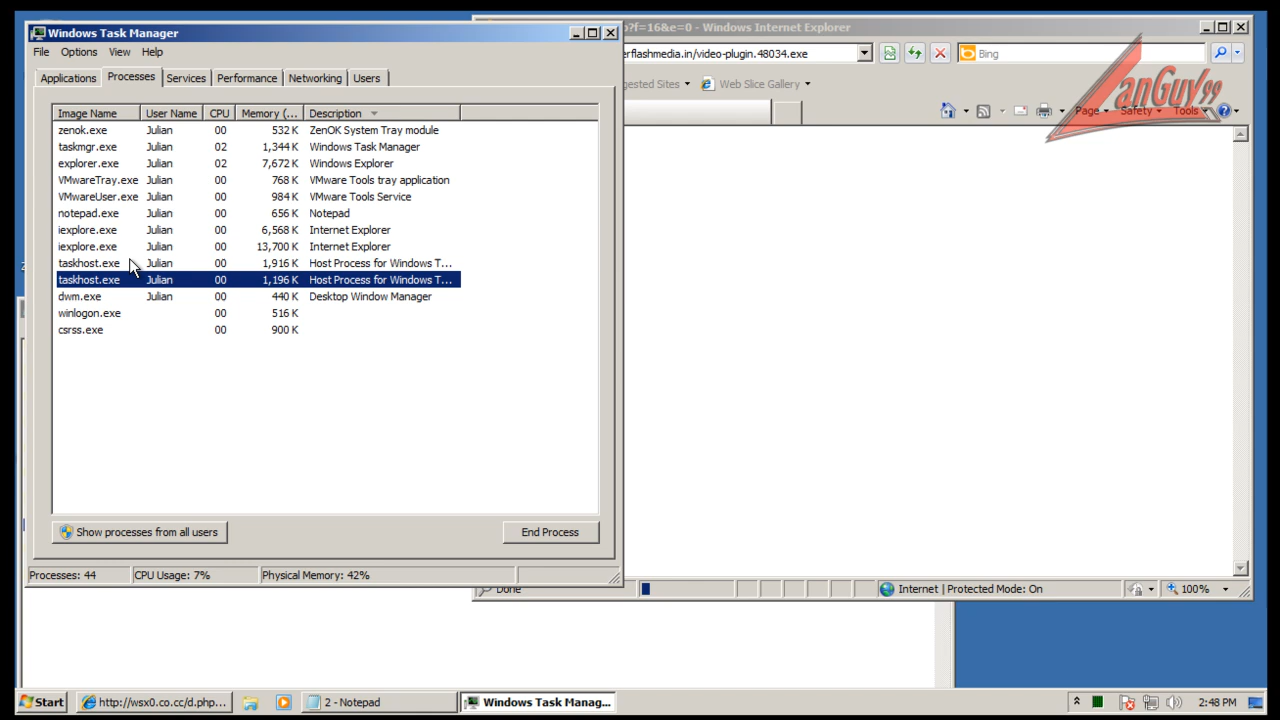 Windows Task Manager
File Options View Help
Applications Processes Services Performance Networking Users
Image Name User Name CPU Memory (... Description
zenok.exe Julian 00 532 K ZenOK System Tray module
taskmgr.exe Julian 02 1,344 K Windows Task Manager
explorer.exe Julian 02 7,672 K Windows Explorer
VMwareTray.exe Julian 00 768 K VMware Tools tray application
VMwareUser.exe Julian 00 984 K VMware Tools Service
notepad.exe Julian 00 656 K Notepad
iexplore.exe Julian 00 6,568 K Internet Explorer
iexplore.exe Julian 00 13,700 K Internet Explorer
taskhost.exe Julian 00 1,916 K Host Process for Windows T...
taskhost.exe Julian 00 1,196 K Host Process for Windows T...
dwm.exe Julian 00 440 K Desktop Window Manager
winlogon.exe 00 516 K
csrss.exe 00 900 K
Show processes from all users End Process
Processes: 44 CPU Usage: 7% Physical Memory: 42%
p?f=16&e=0 - Windows Internet Explorer
erflashmedia.in/video-plugin.48034.exe Bing
gested Sites Web Slice Gallery
Page Safety Tools
anGuy99
Done Internet | Protected Mode: On 100%
Start http://wsx0.co.cc/d.php... 2 - Notepad Windows Task Manag... 2:48 PM